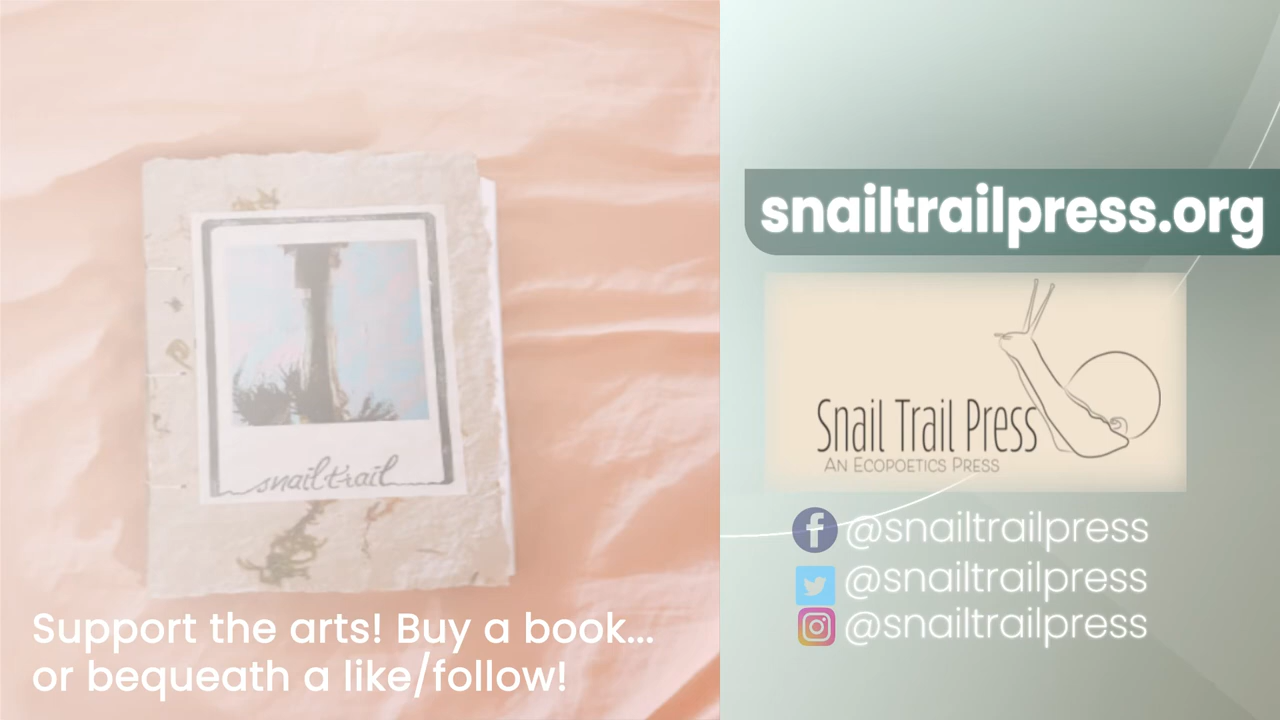 snailtrail
Support the arts! Buy a book...
or bequeath a like/follow!
snailtrailpress.org
Snail Trail Press
An Ecopoetics Press
@snailtrailpress
@snailtrailpress
@snailtrailpress